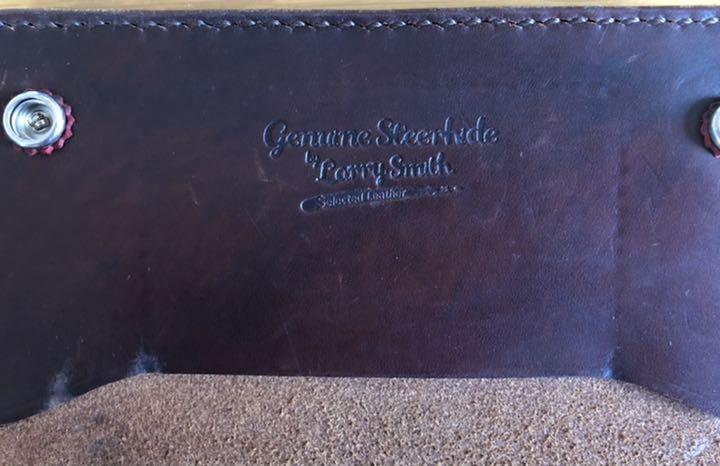 Genuine Steerhide
by
Larry Smith
Selected Leather